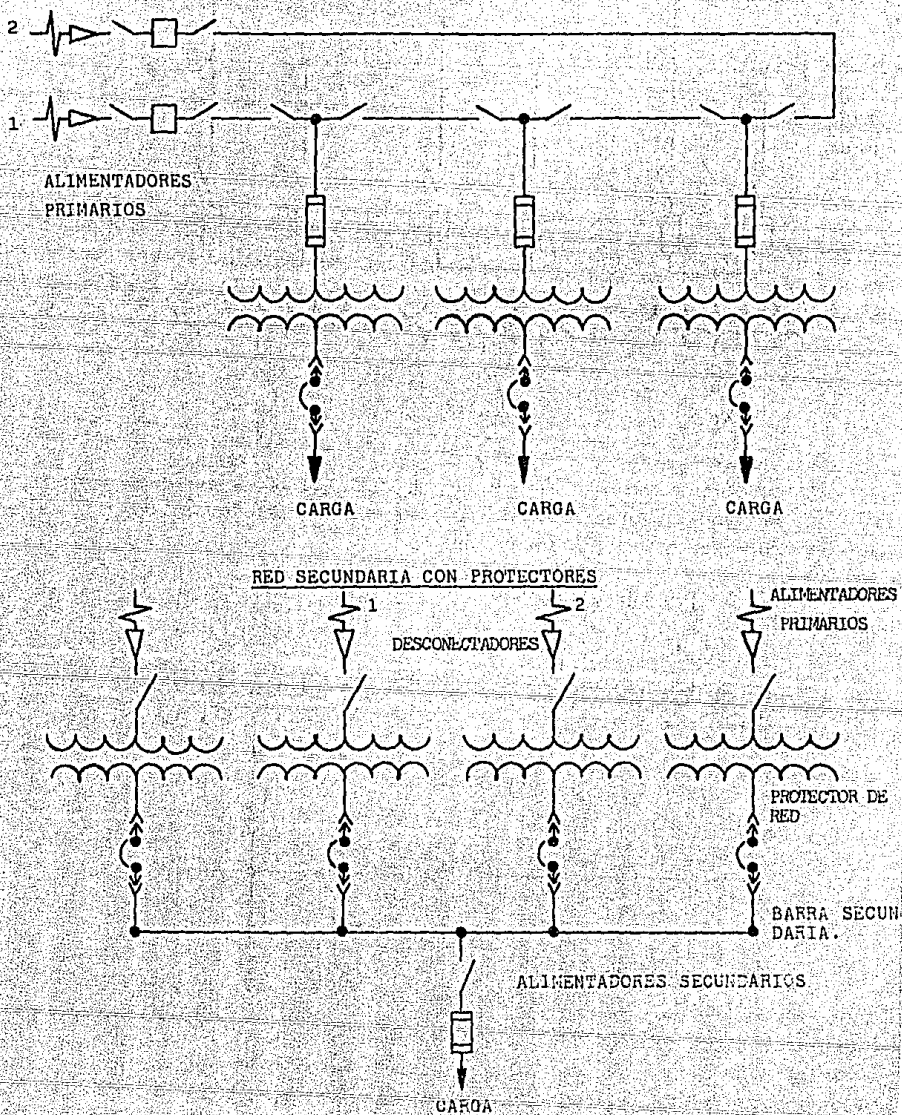 2
1
ALIMENTADORES
PRIMARIOS
CARGA CARGA CARGA
RED SECUNDARIA CON PROTECTORES
1 2 ALIMENTADORES
PRIMARIOS
DESCONECTADORES
PROTECTOR DE
RED
BARRA SECUN
DARIA.
ALIMENTADORES SECUNDARIOS
CARGA